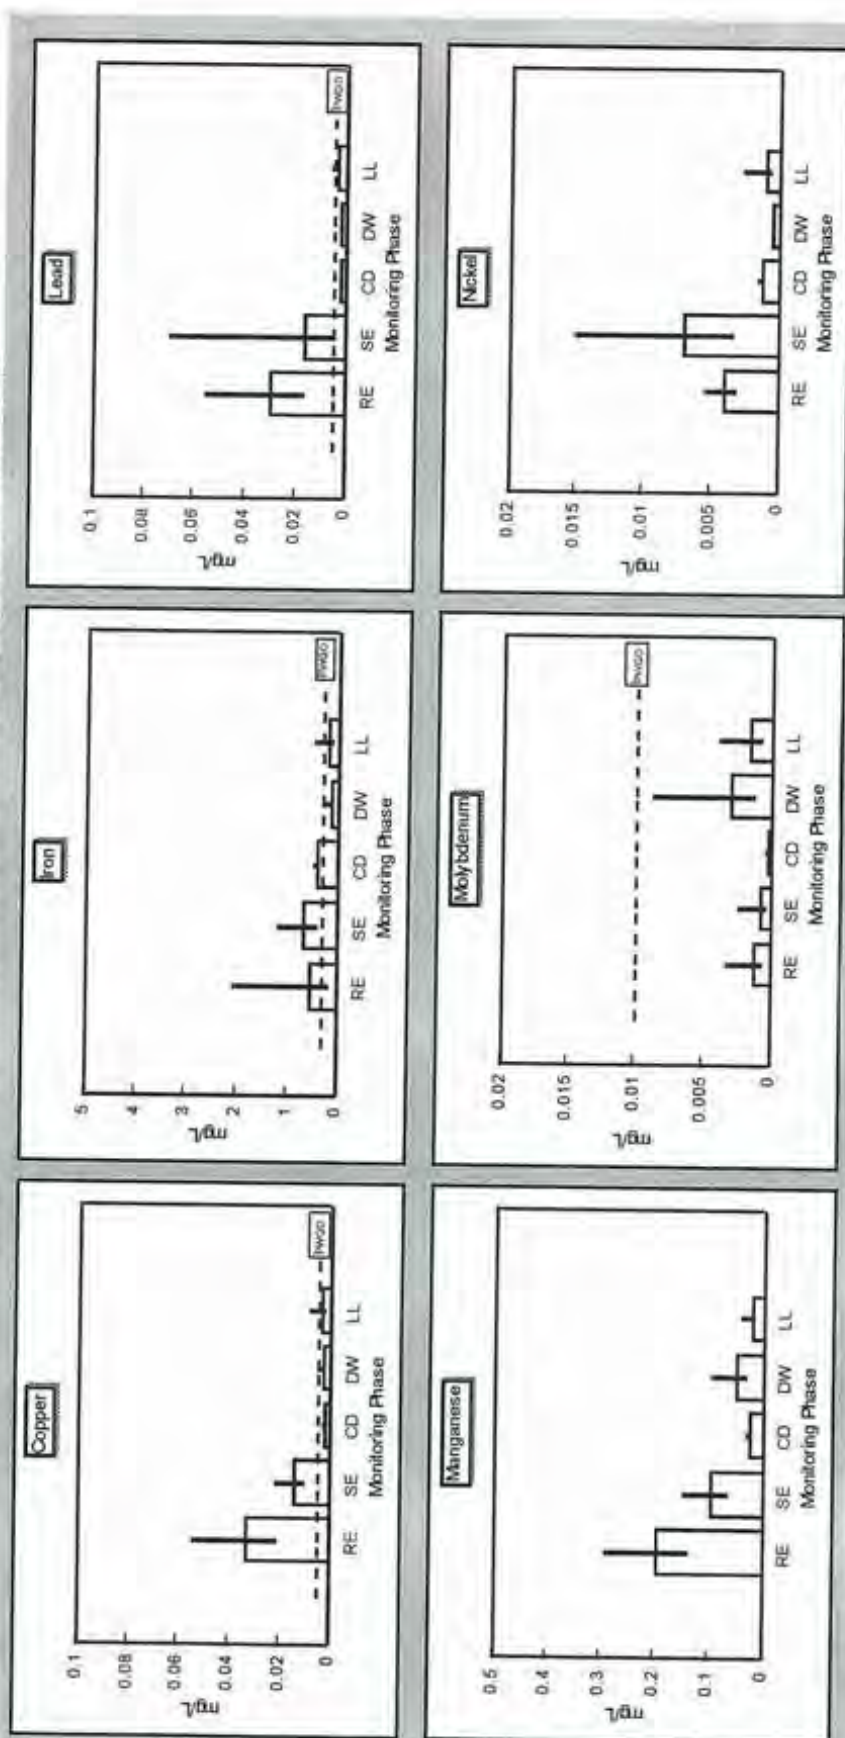 Copper
0.1
0.08
0.06
mg/L
0.04
0.02
0
PWQO
RE SE CD DW LL
Monitoring Phase
Iron
5
4
3
mg/L
2
1
0
PWQO
RE SE CD DW LL
Monitoring Phase
Lead
0.1
0.08
0.06
mg/L
0.04
0.02
0
PWQO
RE SE CD DW LL
Monitoring Phase
Manganese
0.5
0.4
0.3
mg/L
0.2
0.1
0
RE SE CD DW LL
Monitoring Phase
Molybdenum
0.02
0.015
mg/L
0.01
0.005
0
PWQO
RE SE CD DW LL
Monitoring Phase
Nickel
0.02
0.015
mg/L
0.01
0.005
0
RE SE CD DW LL
Monitoring Phase